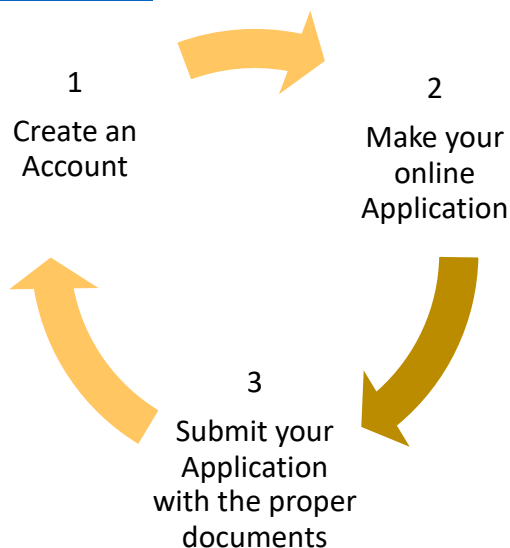 1
Create an
Account
2
Make your
online
Application
3
Submit your
Application
with the proper
documents